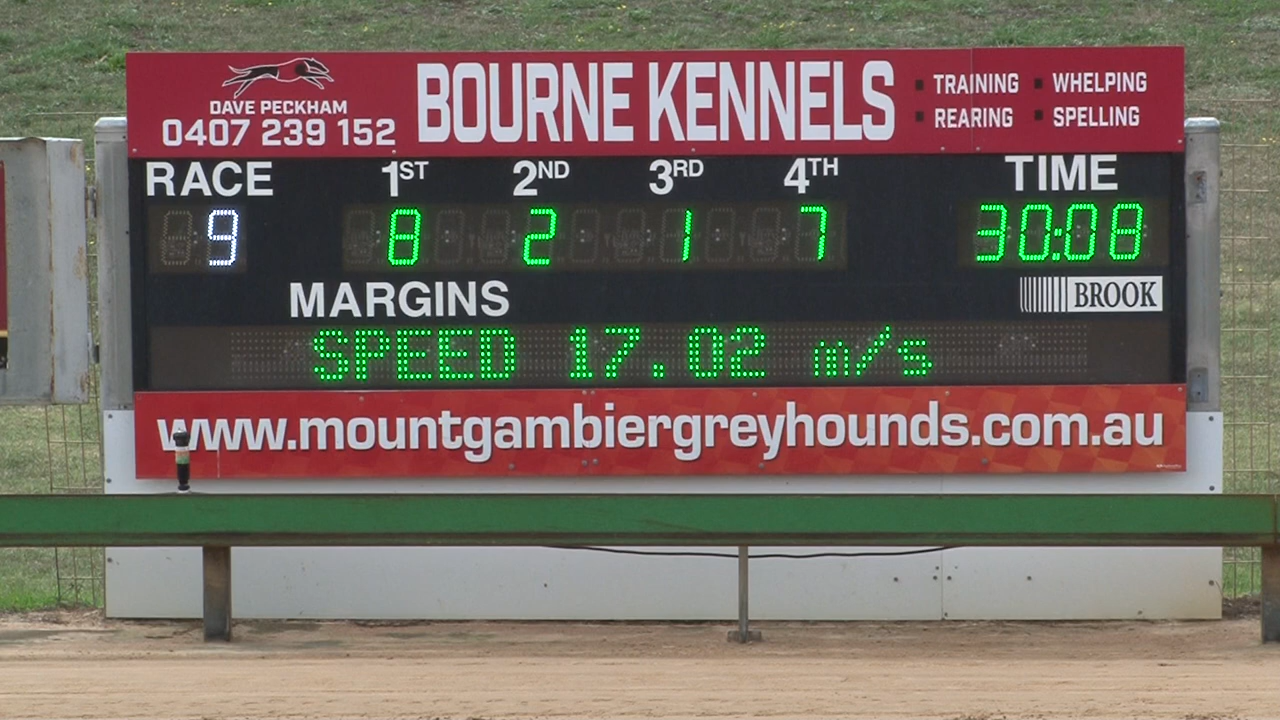 BOURNE KENNELS
DAVE PECKHAM
0407 239 152
TRAINING WHELPING
REARING SPELLING
RACE 1ST 2ND 3RD 4TH TIME
9 8 2 1 7 30:08
MARGINS
BROOK
SPEED 17.02 m/s
www.mountgambiergreyhounds.com.au